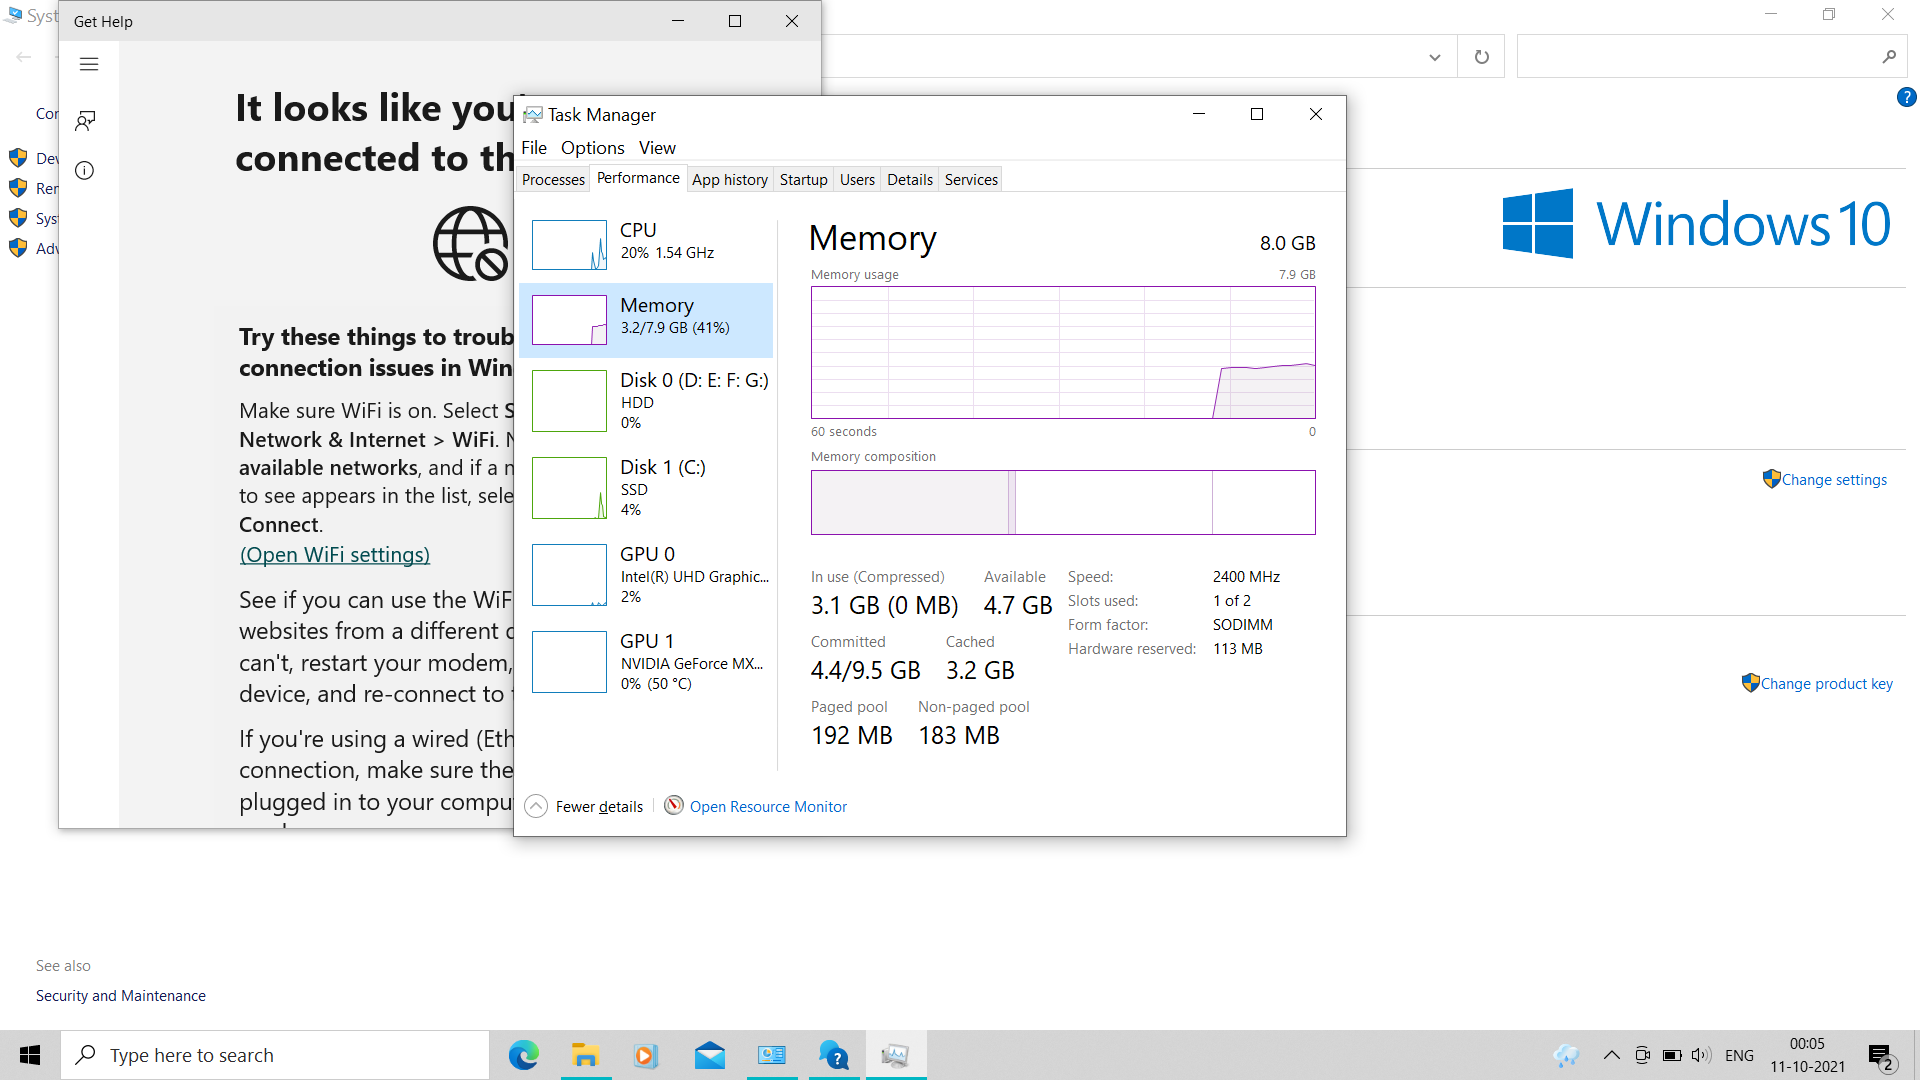 Syst
Get Help
Con
Dev
Rem
Syst
Adv
It looks like you'
connected to th
Try these things to troub
connection issues in Win
Make sure WiFi is on. Select S
Network & Internet > WiFi. N
available networks, and if a n
to see appears in the list, sele
Connect.
(Open WiFi settings)
See if you can use the WiF
websites from a different d
can't, restart your modem,
device, and re-connect to t
If you're using a wired (Eth
connection, make sure the
plugged in to your compu
Task Manager
File Options View
Processes Performance App history Startup Users Details Services
CPU
20% 1.54 GHz
Memory
3.2/7.9 GB (41%)
Disk 0 (D: E: F: G:)
HDD
0%
Disk 1 (C:)
SSD
4%
GPU 0
Intel(R) UHD Graphic...
2%
GPU 1
NVIDIA GeForce MX...
0% (50 °C)
Memory 8.0 GB
Memory usage 7.9 GB
60 seconds 0
Memory composition
In use (Compressed) Available
3.1 GB (0 MB) 4.7 GB
Committed Cached
4.4/9.5 GB 3.2 GB
Paged pool Non-paged pool
192 MB 183 MB
Speed: 2400 MHz
Slots used: 1 of 2
Form factor: SODIMM
Hardware reserved: 113 MB
Fewer details Open Resource Monitor
?
Windows 10
Change settings
Change product key
See also
Security and Maintenance
Type here to search
ENG
00:05
11-10-2021
2